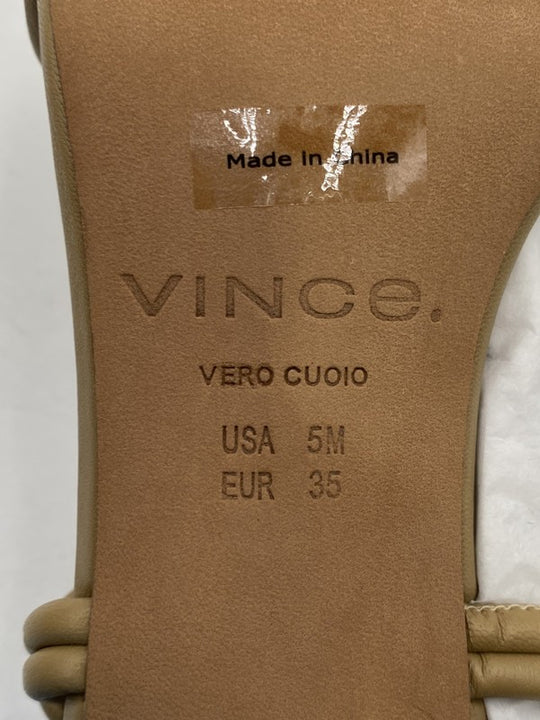 Made in China
VINCE.
VERO CUOIO
USA 5M
EUR 35